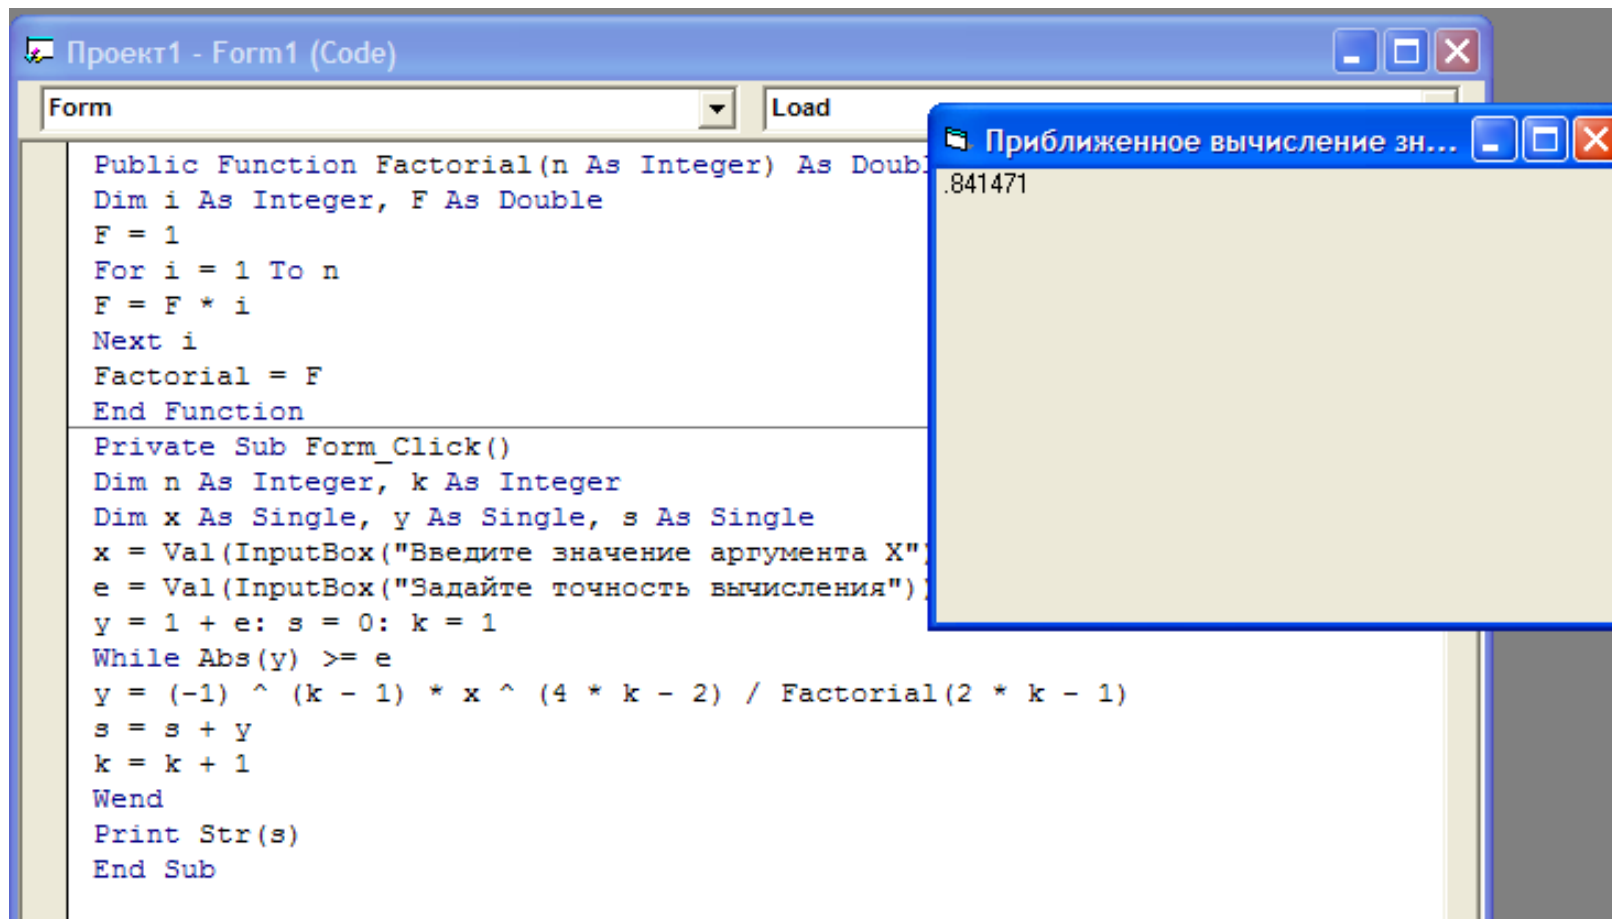 Проект1 - Form1 (Code)
Form
Load
Public Function Factorial(n As Integer) As Doubl
Dim i As Integer, F As Double
F = 1
For i = 1 To n
F = F * i
Next i
Factorial = F
End Function
Private Sub Form_Click()
Dim n As Integer, k As Integer
Dim x As Single, y As Single, s As Single
x = Val(InputBox("Введите значение аргумента X")
e = Val(InputBox("Задайте точность вычисления"))
y = 1 + e: s = 0: k = 1
While Abs(y) >= e
y = (-1) ^ (k - 1) * x ^ (4 * k - 2) / Factorial(2 * k - 1)
s = s + y
k = k + 1
Wend
Print Str(s)
End Sub
Приближенное вычисление зн...
.841471